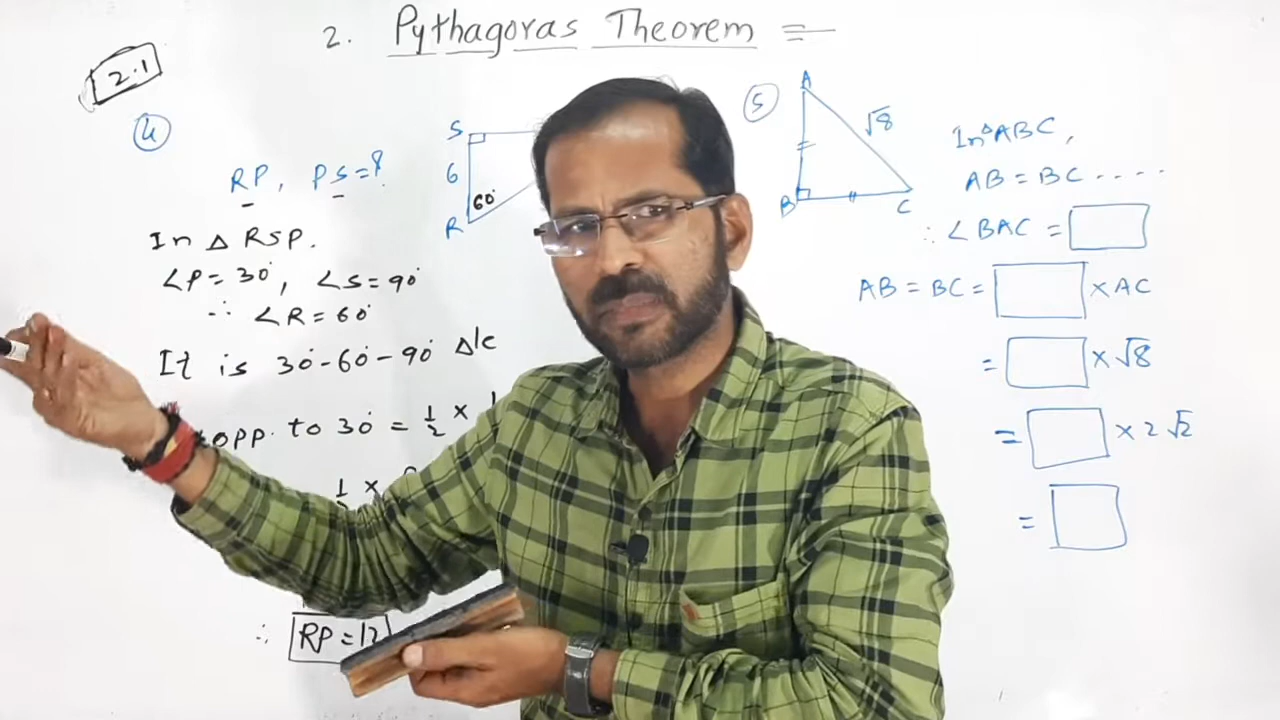 2. Pythagoras Theorem =
2.1
4
RP, PS=?
In △ RSP.
∠P = 30°, ∠S = 90°
∴ ∠R = 60°
It is 30°-60°-90° △le
opp. to 30° = 1/2 ×
1/2 ×
∴ RP = 12
S
6
60°
R
5
A
√8
B
C
In △ABC,
AB = BC ....
∴ ∠BAC =
AB = BC = × AC
= × √8
= × 2√2
=